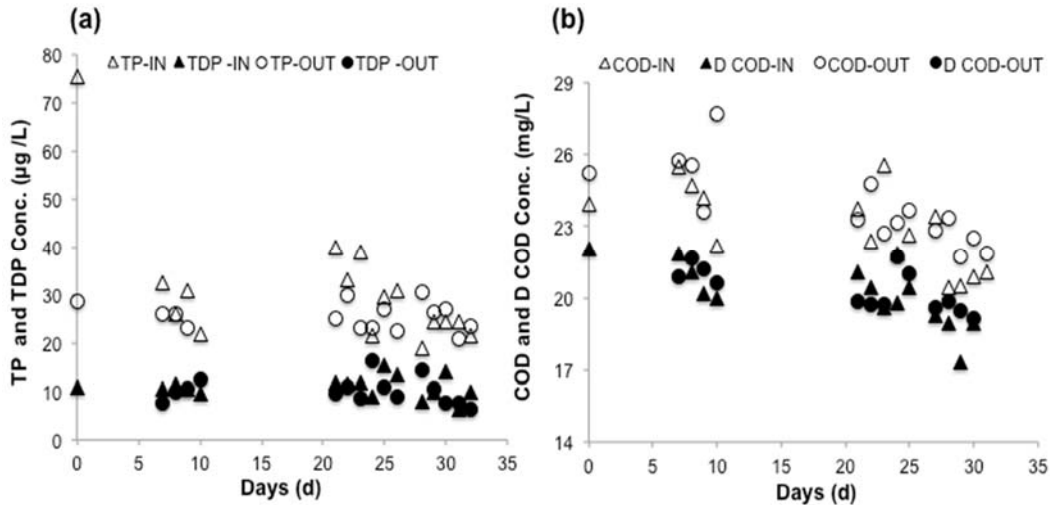 (a)
△TP-IN ▲TDP -IN ○TP-OUT ●TDP -OUT
TP and TDP Conc. (µg /L)
80
70
60
50
40
30
20
10
0
0 5 10 15 20 25 30 35
Days (d)
(b)
△COD-IN ▲D COD-IN ○COD-OUT ●D COD-OUT
COD and D COD Conc. (mg/L)
29
26
23
20
17
14
0 5 10 15 20 25 30 35
Days (d)